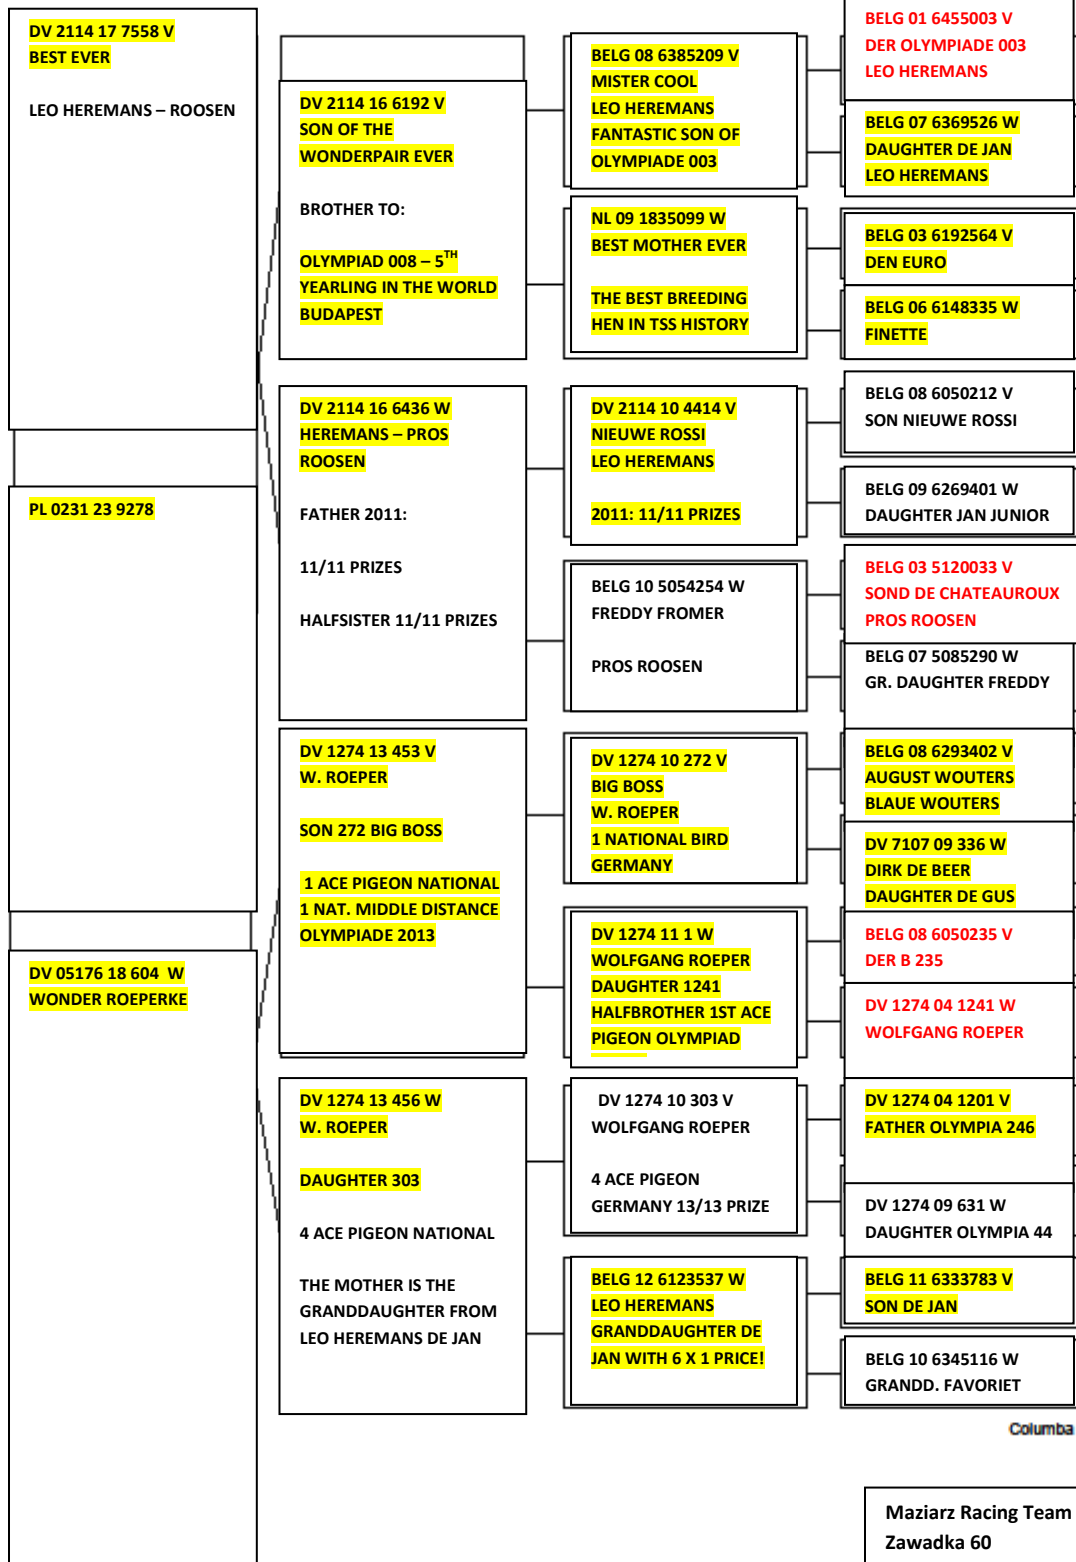 DV 2114 17 7558 V
BEST EVER
LEO HEREMANS – ROOSEN
PL 0231 23 9278
DV 05176 18 604 W
WONDER ROEPERKE
DV 2114 16 6192 V
SON OF THE
WONDERPAIR EVER
BROTHER TO:
OLYMPIAD 008 – 5TH
YEARLING IN THE WORLD
BUDAPEST
DV 2114 16 6436 W
HEREMANS – PROS
ROOSEN
FATHER 2011:
11/11 PRIZES
HALFSISTER 11/11 PRIZES
DV 1274 13 453 V
W. ROEPER
SON 272 BIG BOSS
1 ACE PIGEON NATIONAL
1 NAT. MIDDLE DISTANCE
OLYMPIADE 2013
DV 1274 13 456 W
W. ROEPER
DAUGHTER 303
4 ACE PIGEON NATIONAL
THE MOTHER IS THE
GRANDDAUGHTER FROM
LEO HEREMANS DE JAN
BELG 08 6385209 V
MISTER COOL
LEO HEREMANS
FANTASTIC SON OF
OLYMPIADE 003
NL 09 1835099 W
BEST MOTHER EVER
THE BEST BREEDING
HEN IN TSS HISTORY
DV 2114 10 4414 V
NIEUWE ROSSI
LEO HEREMANS
2011: 11/11 PRIZES
BELG 10 5054254 W
FREDDY FROMER
PROS ROOSEN
DV 1274 10 272 V
BIG BOSS
W. ROEPER
1 NATIONAL BIRD
GERMANY
DV 1274 11 1 W
WOLFGANG ROEPER
DAUGHTER 1241
HALFBROTHER 1ST ACE
PIGEON OLYMPIAD
DV 1274 10 303 V
WOLFGANG ROEPER
4 ACE PIGEON
GERMANY 13/13 PRIZE
BELG 12 6123537 W
LEO HEREMANS
GRANDDAUGHTER DE
JAN WITH 6 X 1 PRICE!
BELG 01 6455003 V
DER OLYMPIADE 003
LEO HEREMANS
BELG 07 6369526 W
DAUGHTER DE JAN
LEO HEREMANS
BELG 03 6192564 V
DEN EURO
BELG 06 6148335 W
FINETTE
BELG 08 6050212 V
SON NIEUWE ROSSI
BELG 09 6269401 W
DAUGHTER JAN JUNIOR
BELG 03 5120033 V
SOND DE CHATEAUROUX
PROS ROOSEN
BELG 07 5085290 W
GR. DAUGHTER FREDDY
BELG 08 6293402 V
AUGUST WOUTERS
BLAUE WOUTERS
DV 7107 09 336 W
DIRK DE BEER
DAUGHTER DE GUS
BELG 08 6050235 V
DER B 235
DV 1274 04 1241 W
WOLFGANG ROEPER
DV 1274 04 1201 V
FATHER OLYMPIA 246
DV 1274 09 631 W
DAUGHTER OLYMPIA 44
BELG 11 6333783 V
SON DE JAN
BELG 10 6345116 W
GRANDD. FAVORIET
Columba
Maziarz Racing Team
Zawadka 60